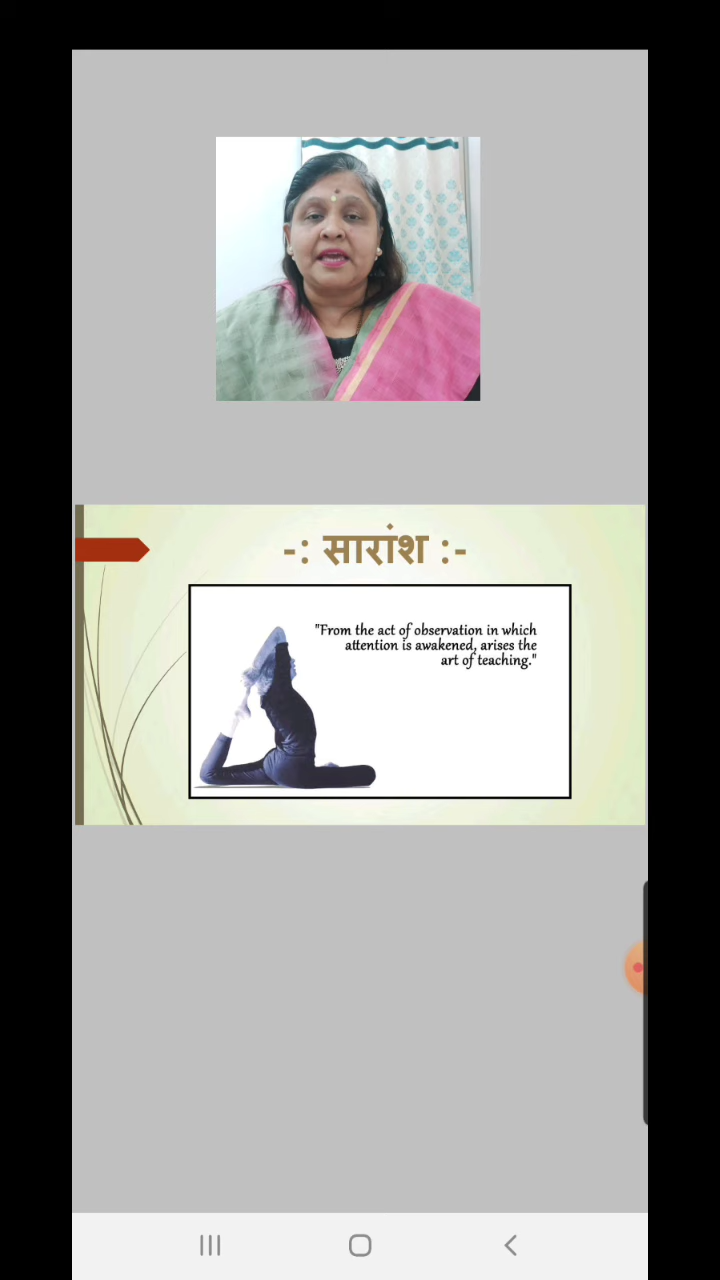 -: सारांश :-
"From the act of observation in which
attention is awakened, arises the
art of teaching."